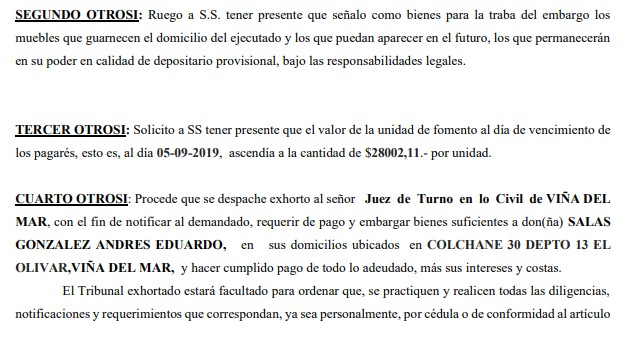 SEGUNDO OTROSI: Ruego a S.S. tener presente que señalo como bienes para la traba del embargo los
muebles que guarnecen el domicilio del ejecutado y los que puedan aparecer en el futuro, los que permanecerán
en su poder en calidad de depositario provisional, bajo las responsabilidades legales.
TERCER OTROSI: Solicito a SS tener presente que el valor de la unidad de fomento al día de vencimiento de
los pagarés, esto es, al día 05-09-2019, ascendía a la cantidad de $28002,11.- por unidad.
CUARTO OTROSI: Procede que se despache exhorto al señor Juez de Turno en lo Civil de VIÑA DEL
MAR, con el fin de notificar al demandado, requerir de pago y embargar bienes suficientes a don(ña) SALAS
GONZALEZ ANDRES EDUARDO, en sus domicilios ubicados en COLCHANE 30 DEPTO 13 EL
OLIVAR,VIÑA DEL MAR, y hacer cumplido pago de todo lo adeudado, más sus intereses y costas.
El Tribunal exhortado estará facultado para ordenar que, se practiquen y realicen todas las diligencias,
notificaciones y requerimientos que correspondan, ya sea personalmente, por cédula o de conformidad al artículo